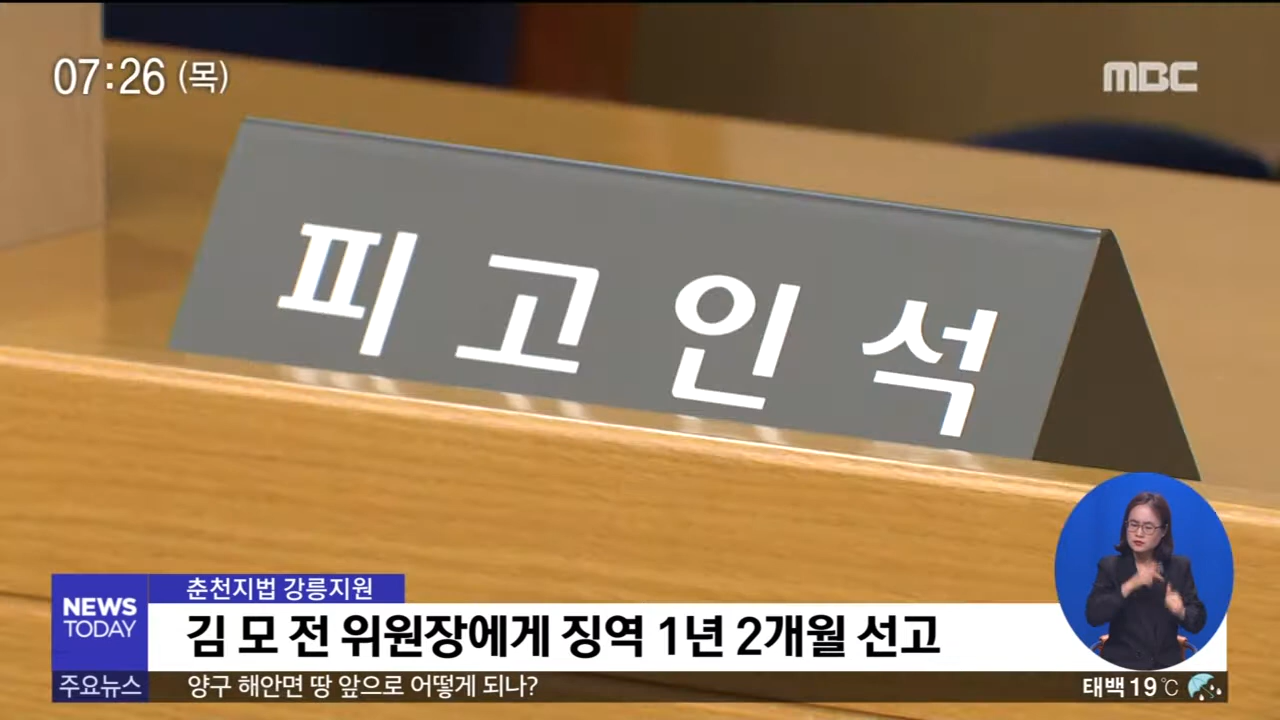 07:26 (목)
MBC
피고인석
춘천지법 강릉지원
NEWS
TODAY
김 모 전 위원장에게 징역 1년 2개월 선고
주요뉴스
양구 해안면 땅 앞으로 어떻게 되나?
태백 19℃